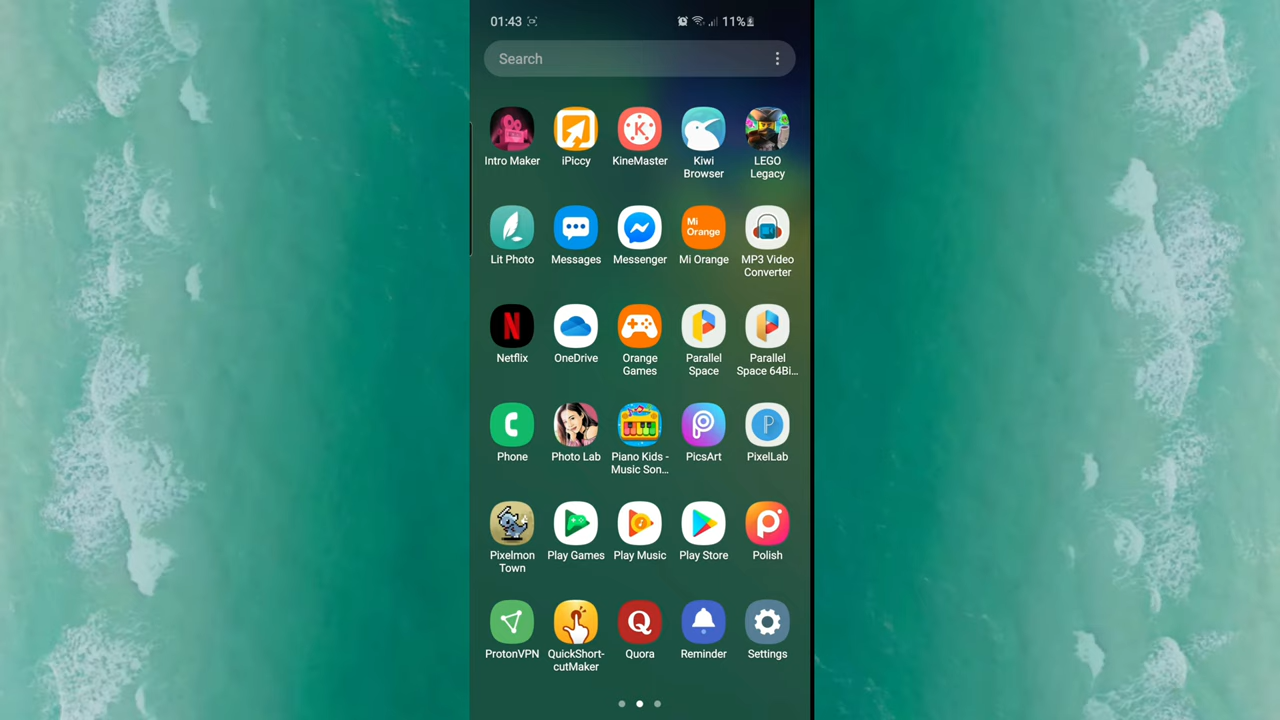 01:43
11%
Search
Intro Maker
iPiccy
KineMaster
Kiwi
Browser
LEGO
Legacy
Lit Photo
Messages
Messenger
Mi
Orange
Mi Orange
MP3 Video
Converter
Netflix
OneDrive
Orange
Games
Parallel
Space
Parallel
Space 64Bi...
Phone
Photo Lab
Piano Kids -
Music Son...
PicsArt
PixelLab
Pixelmon
Town
Play Games
Play Music
Play Store
Polish
ProtonVPN
QuickShort-
cutMaker
Quora
Reminder
Settings